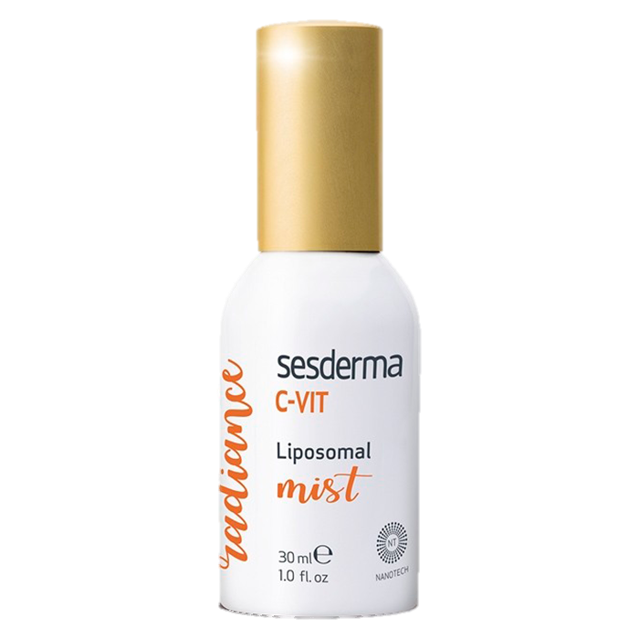 radiance
sesderma
C-VIT
Liposomal
mist
30 ml ℮
1.0 fl. oz
NT
NANOTECH